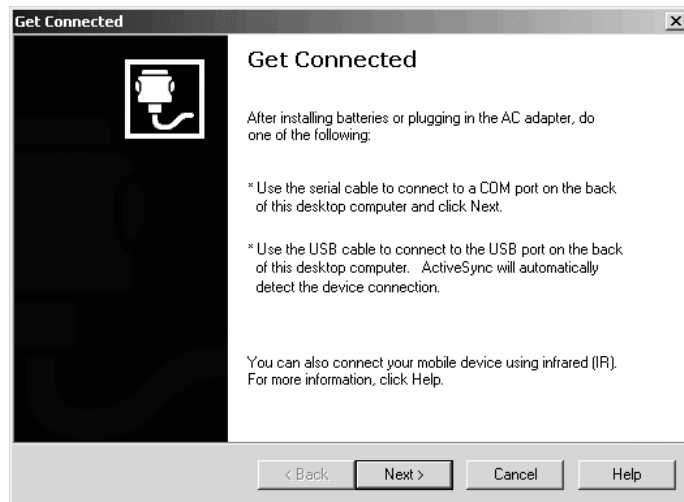 Get Connected
Get Connected
After installing batteries or plugging in the AC adapter, do
one of the following:
* Use the serial cable to connect to a COM port on the back
of this desktop computer and click Next.
* Use the USB cable to connect to the USB port on the back
of this desktop computer.   ActiveSync will automatically
detect the device connection.
You can also connect your mobile device using infrared (IR).
For more information, click Help.
< Back Next > Cancel Help